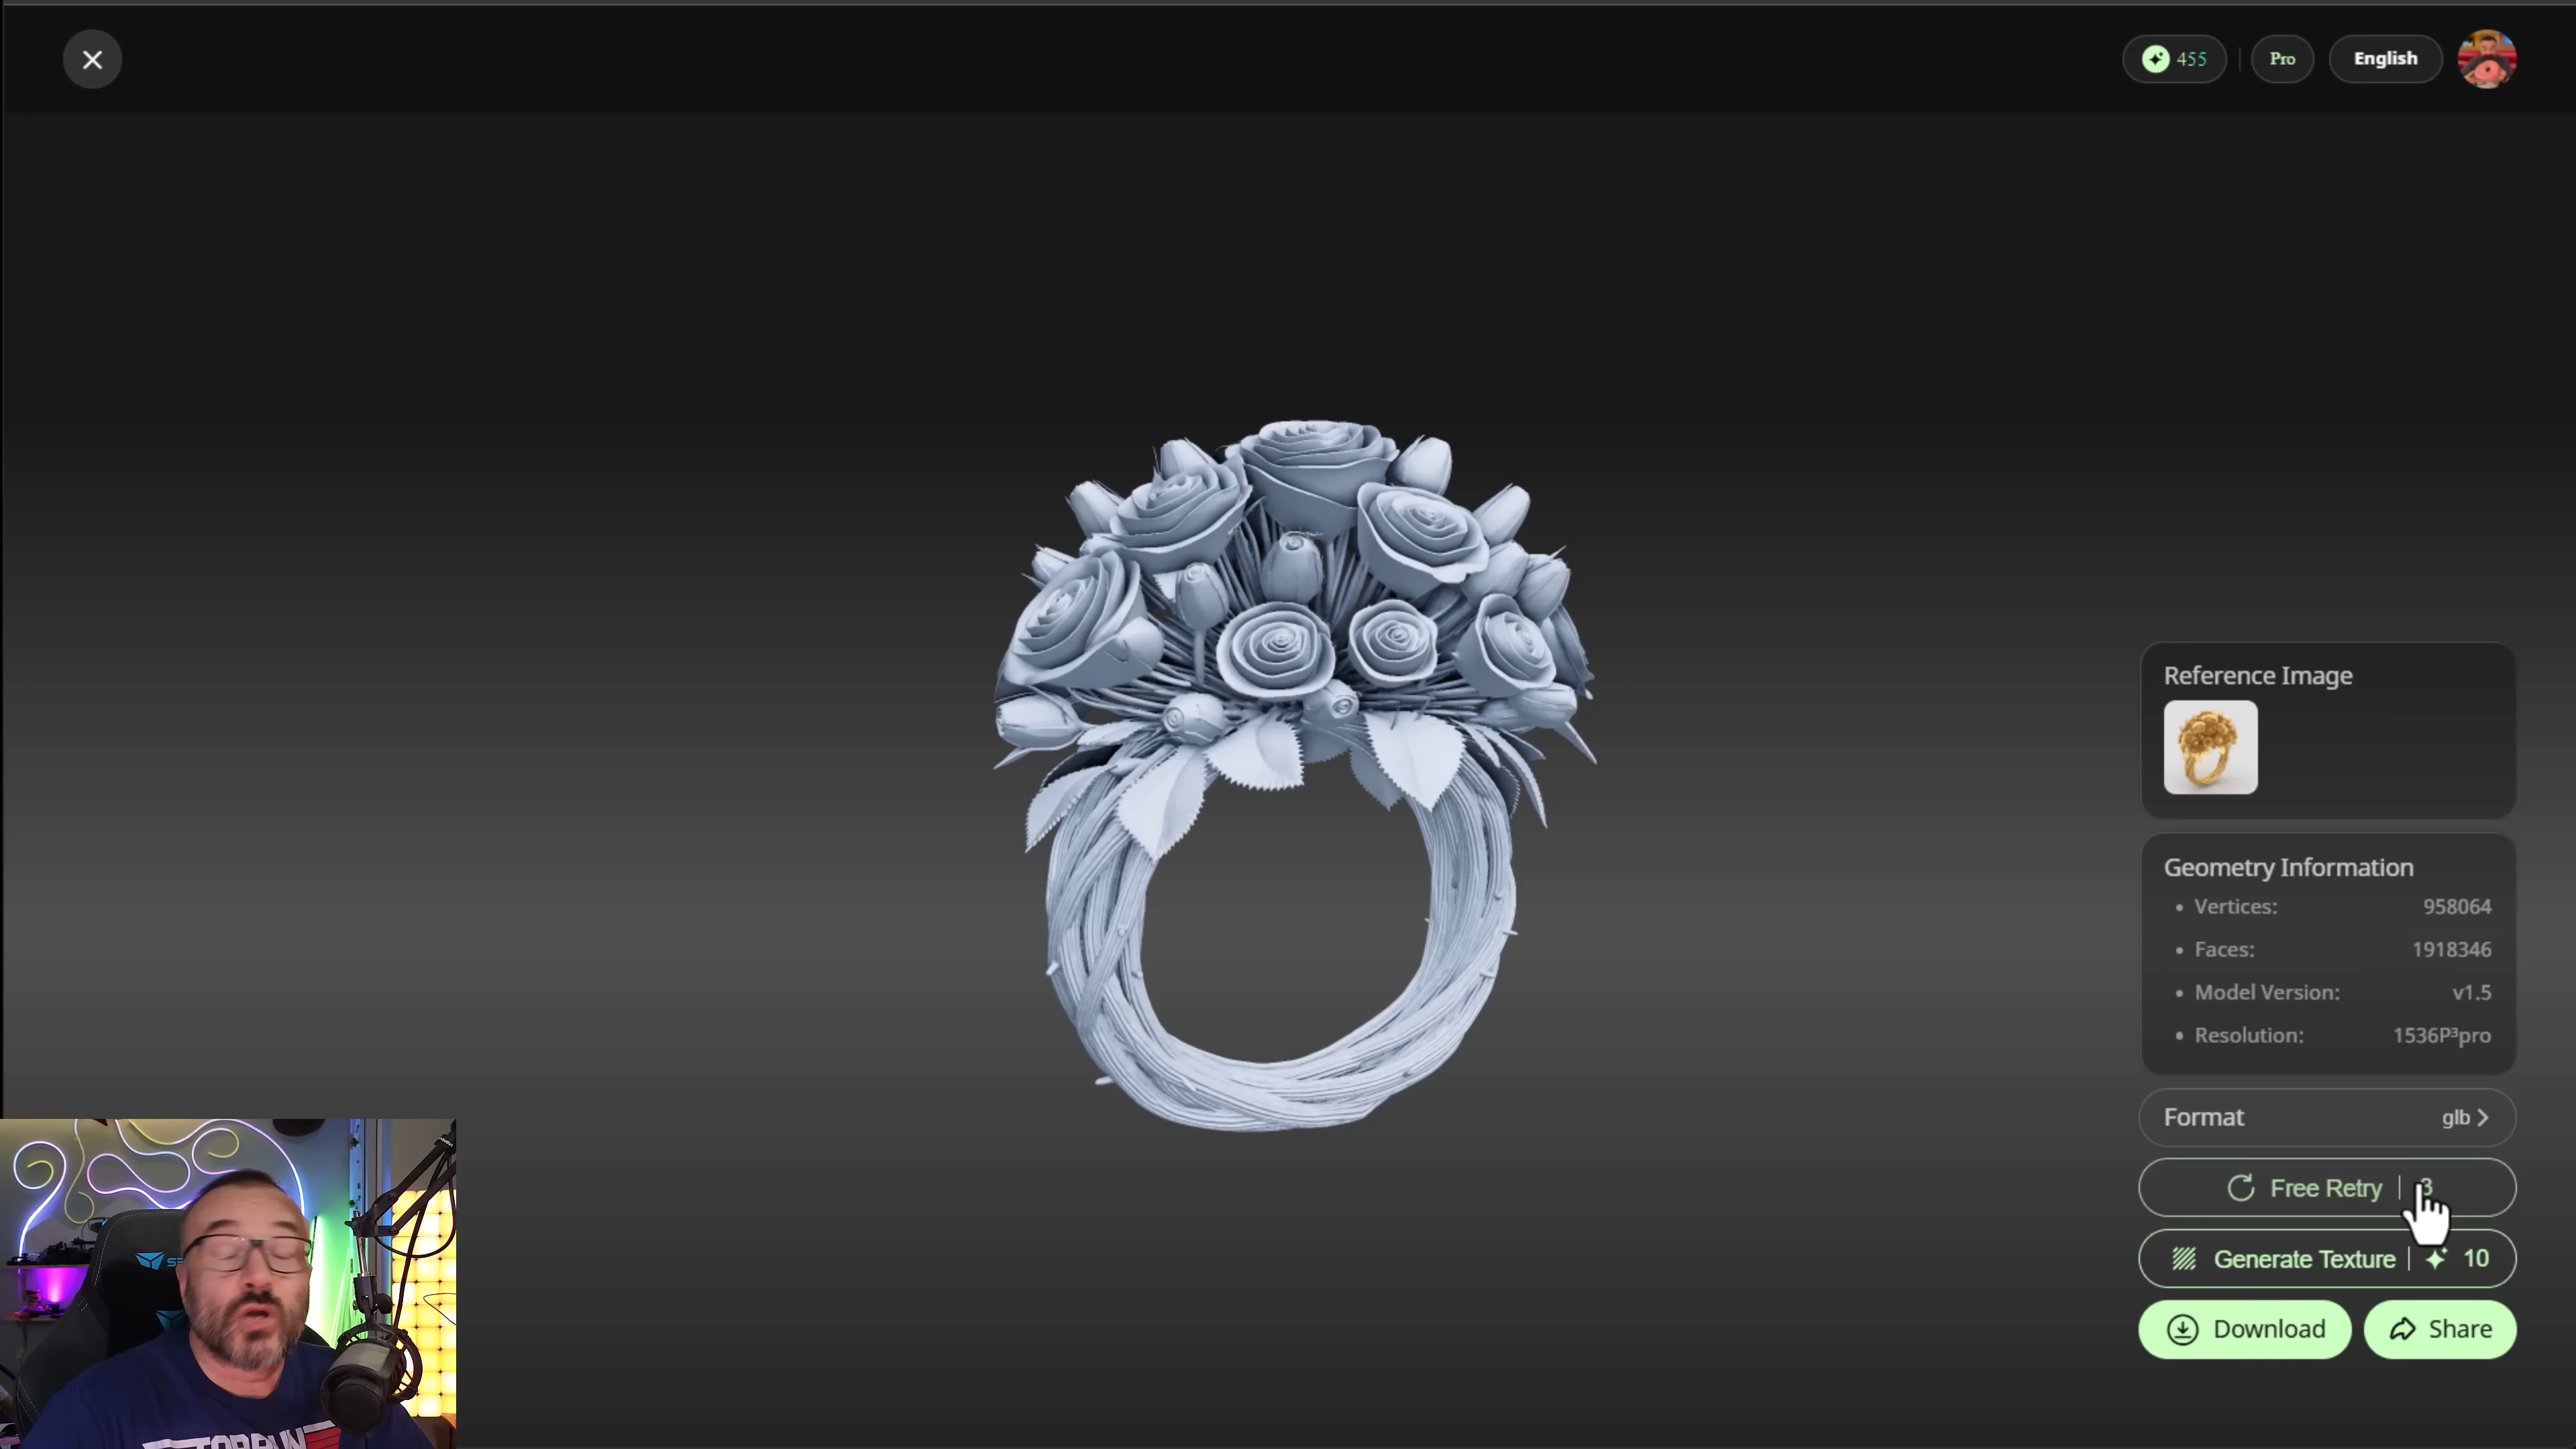 455
Pro
English
Reference Image
Geometry Information
• Vertices: 958064
• Faces: 1918346
• Model Version: v1.5
• Resolution: 1536P³pro
Format glb
Free Retry | 3
Generate Texture | 10
Download
Share